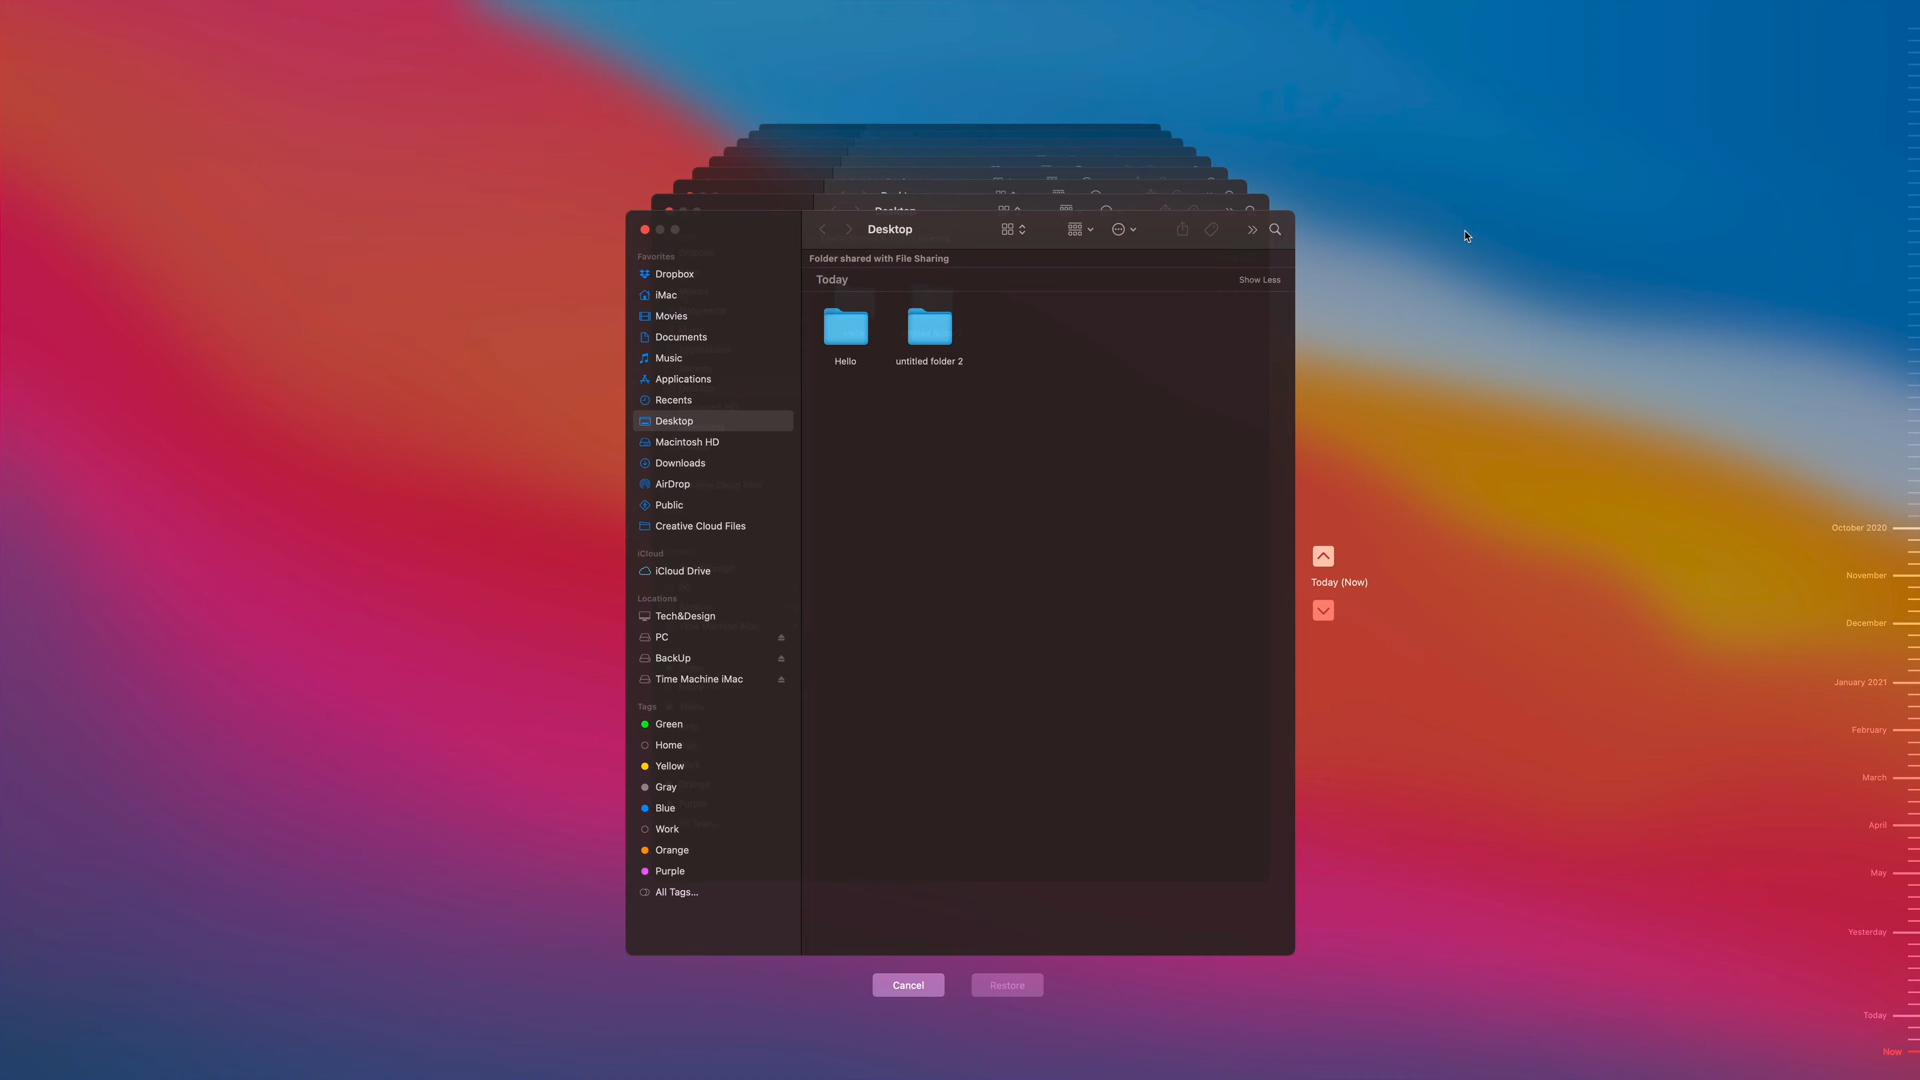 Desktop
Favorites
Dropbox
iMac
Movies
Documents
Music
Applications
Recents
Desktop
Macintosh HD
Downloads
AirDrop
Public
Creative Cloud Files
iCloud
iCloud Drive
Locations
Tech&Design
PC
BackUp
Time Machine iMac
Tags
Green
Home
Yellow
Gray
Blue
Work
Orange
Purple
All Tags...
Desktop
Folder shared with File Sharing
Today
Show Less
Hello
untitled folder 2
Today (Now)
Cancel
Restore
October 2020
November
December
January 2021
February
March
April
May
Yesterday
Today
Now